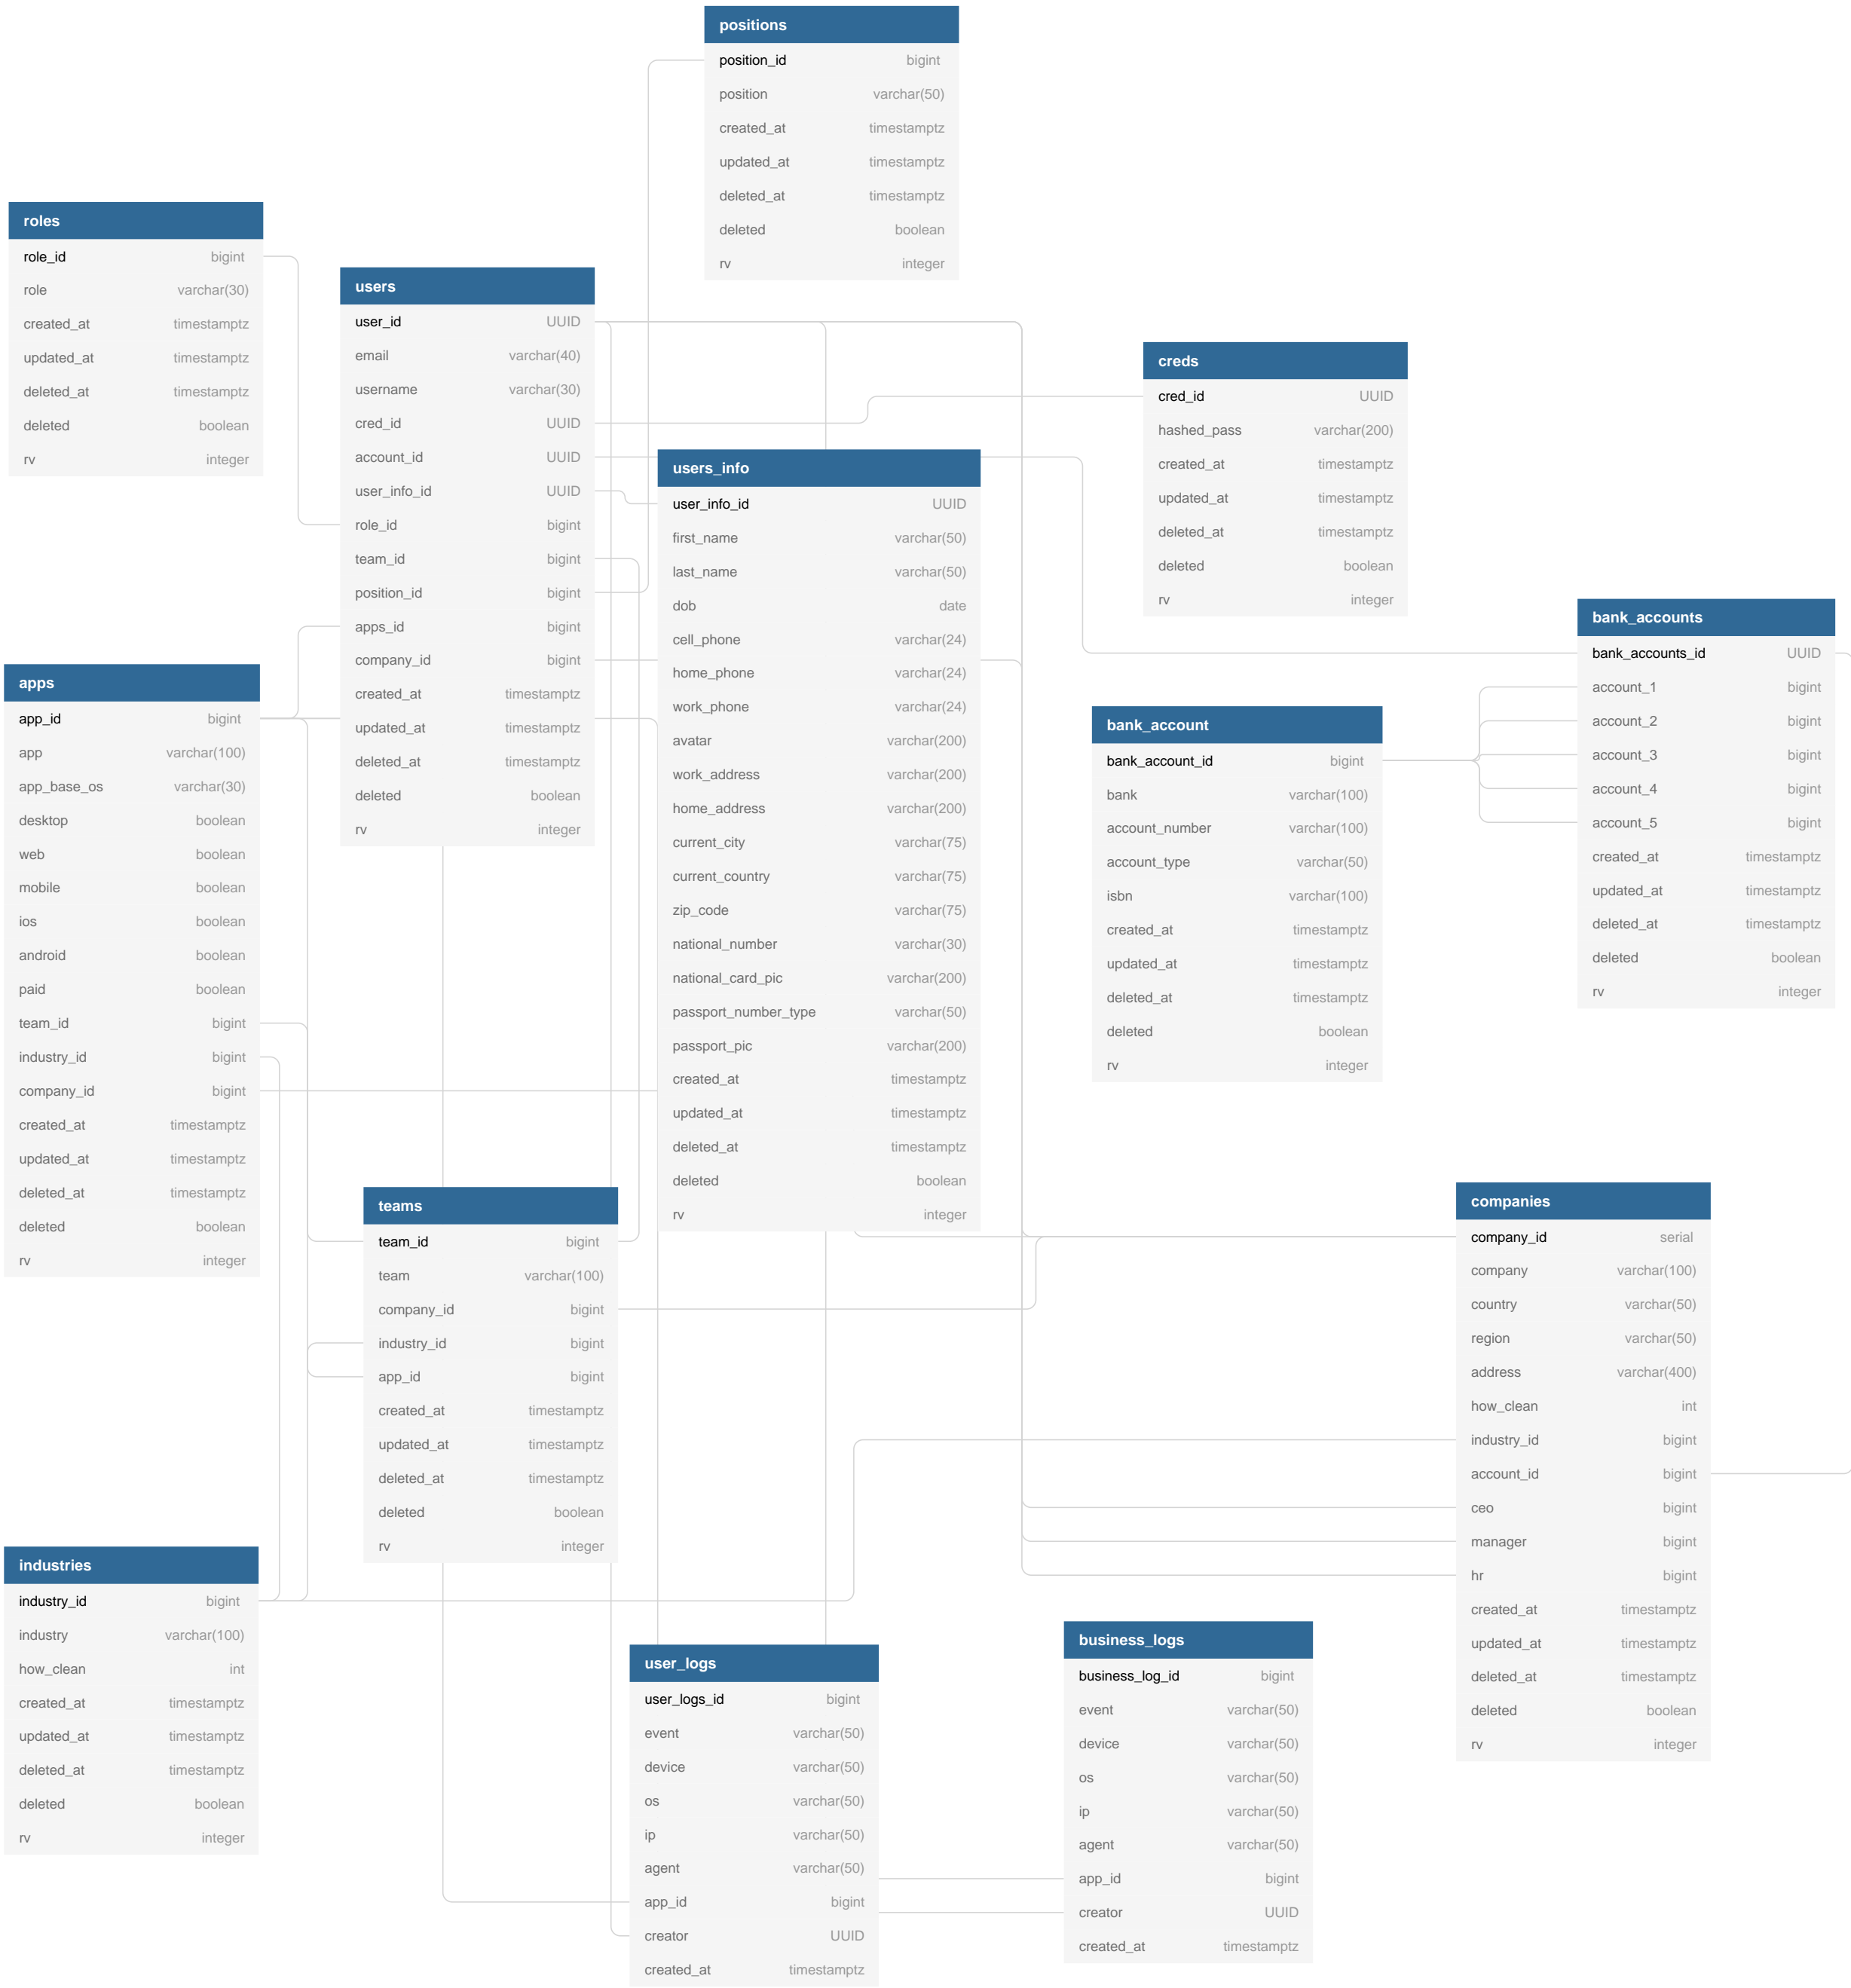 positions
position_id bigint
position varchar(50)
created_at timestamptz
updated_at timestamptz
deleted_at timestamptz
deleted boolean
rv integer
roles
role_id bigint
role varchar(30)
created_at timestamptz
updated_at timestamptz
deleted_at timestamptz
deleted boolean
rv integer
users
user_id UUID
email varchar(40)
username varchar(30)
cred_id UUID
account_id UUID
user_info_id UUID
role_id bigint
team_id bigint
position_id bigint
apps_id bigint
company_id bigint
created_at timestamptz
updated_at timestamptz
deleted_at timestamptz
deleted boolean
rv integer
creds
cred_id UUID
hashed_pass varchar(200)
created_at timestamptz
updated_at timestamptz
deleted_at timestamptz
deleted boolean
rv integer
users_info
user_info_id UUID
first_name varchar(50)
last_name varchar(50)
dob date
cell_phone varchar(24)
home_phone varchar(24)
work_phone varchar(24)
avatar varchar(200)
work_address varchar(200)
home_address varchar(200)
current_city varchar(75)
current_country varchar(75)
zip_code varchar(75)
national_number varchar(30)
national_card_pic varchar(200)
passport_number_type varchar(50)
passport_pic varchar(200)
created_at timestamptz
updated_at timestamptz
deleted_at timestamptz
deleted boolean
rv integer
bank_accounts
bank_accounts_id UUID
account_1 bigint
account_2 bigint
account_3 bigint
account_4 bigint
account_5 bigint
created_at timestamptz
updated_at timestamptz
deleted_at timestamptz
deleted boolean
rv integer
apps
app_id bigint
app varchar(100)
app_base_os varchar(30)
desktop boolean
web boolean
mobile boolean
ios boolean
android boolean
paid boolean
team_id bigint
industry_id bigint
company_id bigint
created_at timestamptz
updated_at timestamptz
deleted_at timestamptz
deleted boolean
rv integer
bank_account
bank_account_id bigint
bank varchar(100)
account_number varchar(100)
account_type varchar(50)
isbn varchar(100)
created_at timestamptz
updated_at timestamptz
deleted_at timestamptz
deleted boolean
rv integer
teams
team_id bigint
team varchar(100)
company_id bigint
industry_id bigint
app_id bigint
created_at timestamptz
updated_at timestamptz
deleted_at timestamptz
deleted boolean
rv integer
companies
company_id serial
company varchar(100)
country varchar(50)
region varchar(50)
address varchar(400)
how_clean int
industry_id bigint
account_id bigint
ceo bigint
manager bigint
hr bigint
created_at timestamptz
updated_at timestamptz
deleted_at timestamptz
deleted boolean
rv integer
industries
industry_id bigint
industry varchar(100)
how_clean int
created_at timestamptz
updated_at timestamptz
deleted_at timestamptz
deleted boolean
rv integer
user_logs
user_logs_id bigint
event varchar(50)
device varchar(50)
os varchar(50)
ip varchar(50)
agent varchar(50)
app_id bigint
creator UUID
created_at timestamptz
business_logs
business_log_id bigint
event varchar(50)
device varchar(50)
os varchar(50)
ip varchar(50)
agent varchar(50)
app_id bigint
creator UUID
created_at timestamptz